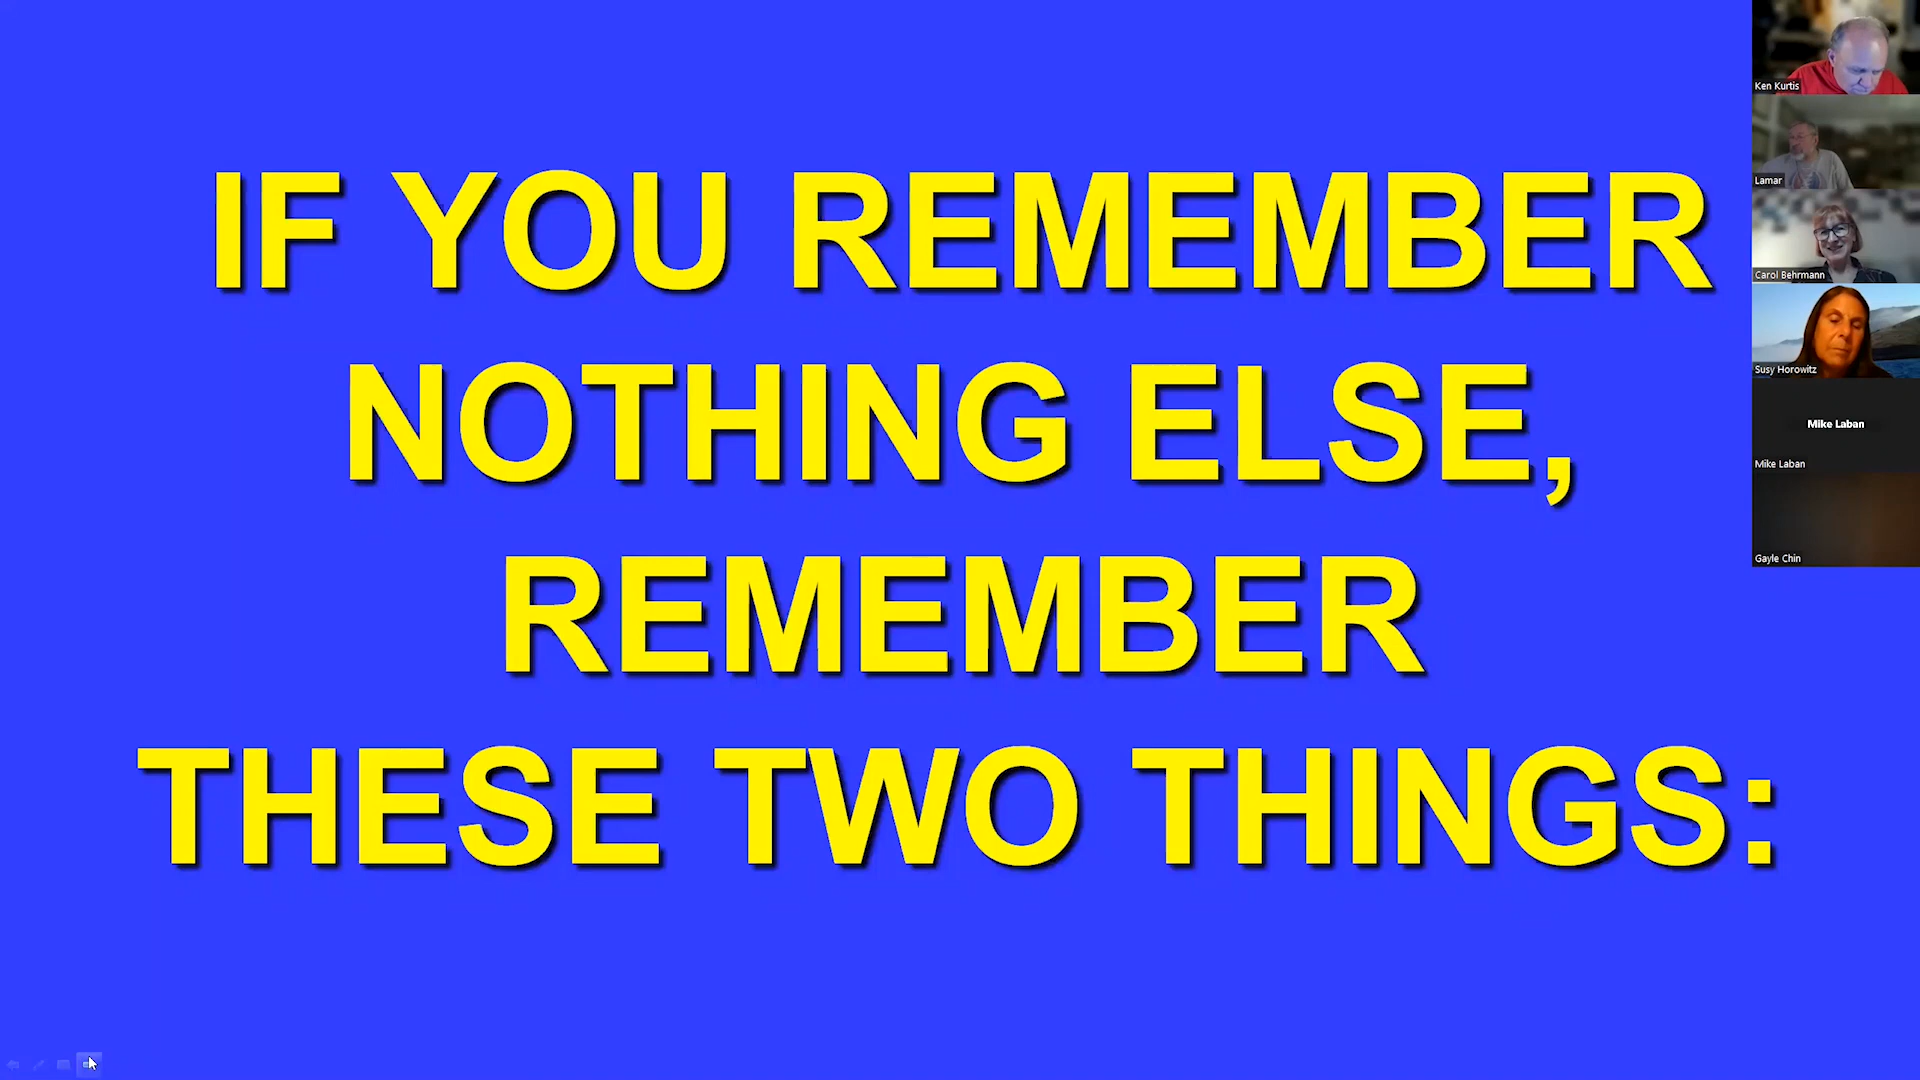 IF YOU REMEMBER
NOTHING ELSE,
REMEMBER
THESE TWO THINGS:
Ken Kurtis
Lamar
Carol Behrmann
Susy Horowitz
Mike Laban
Mike Laban
Gayle Chin